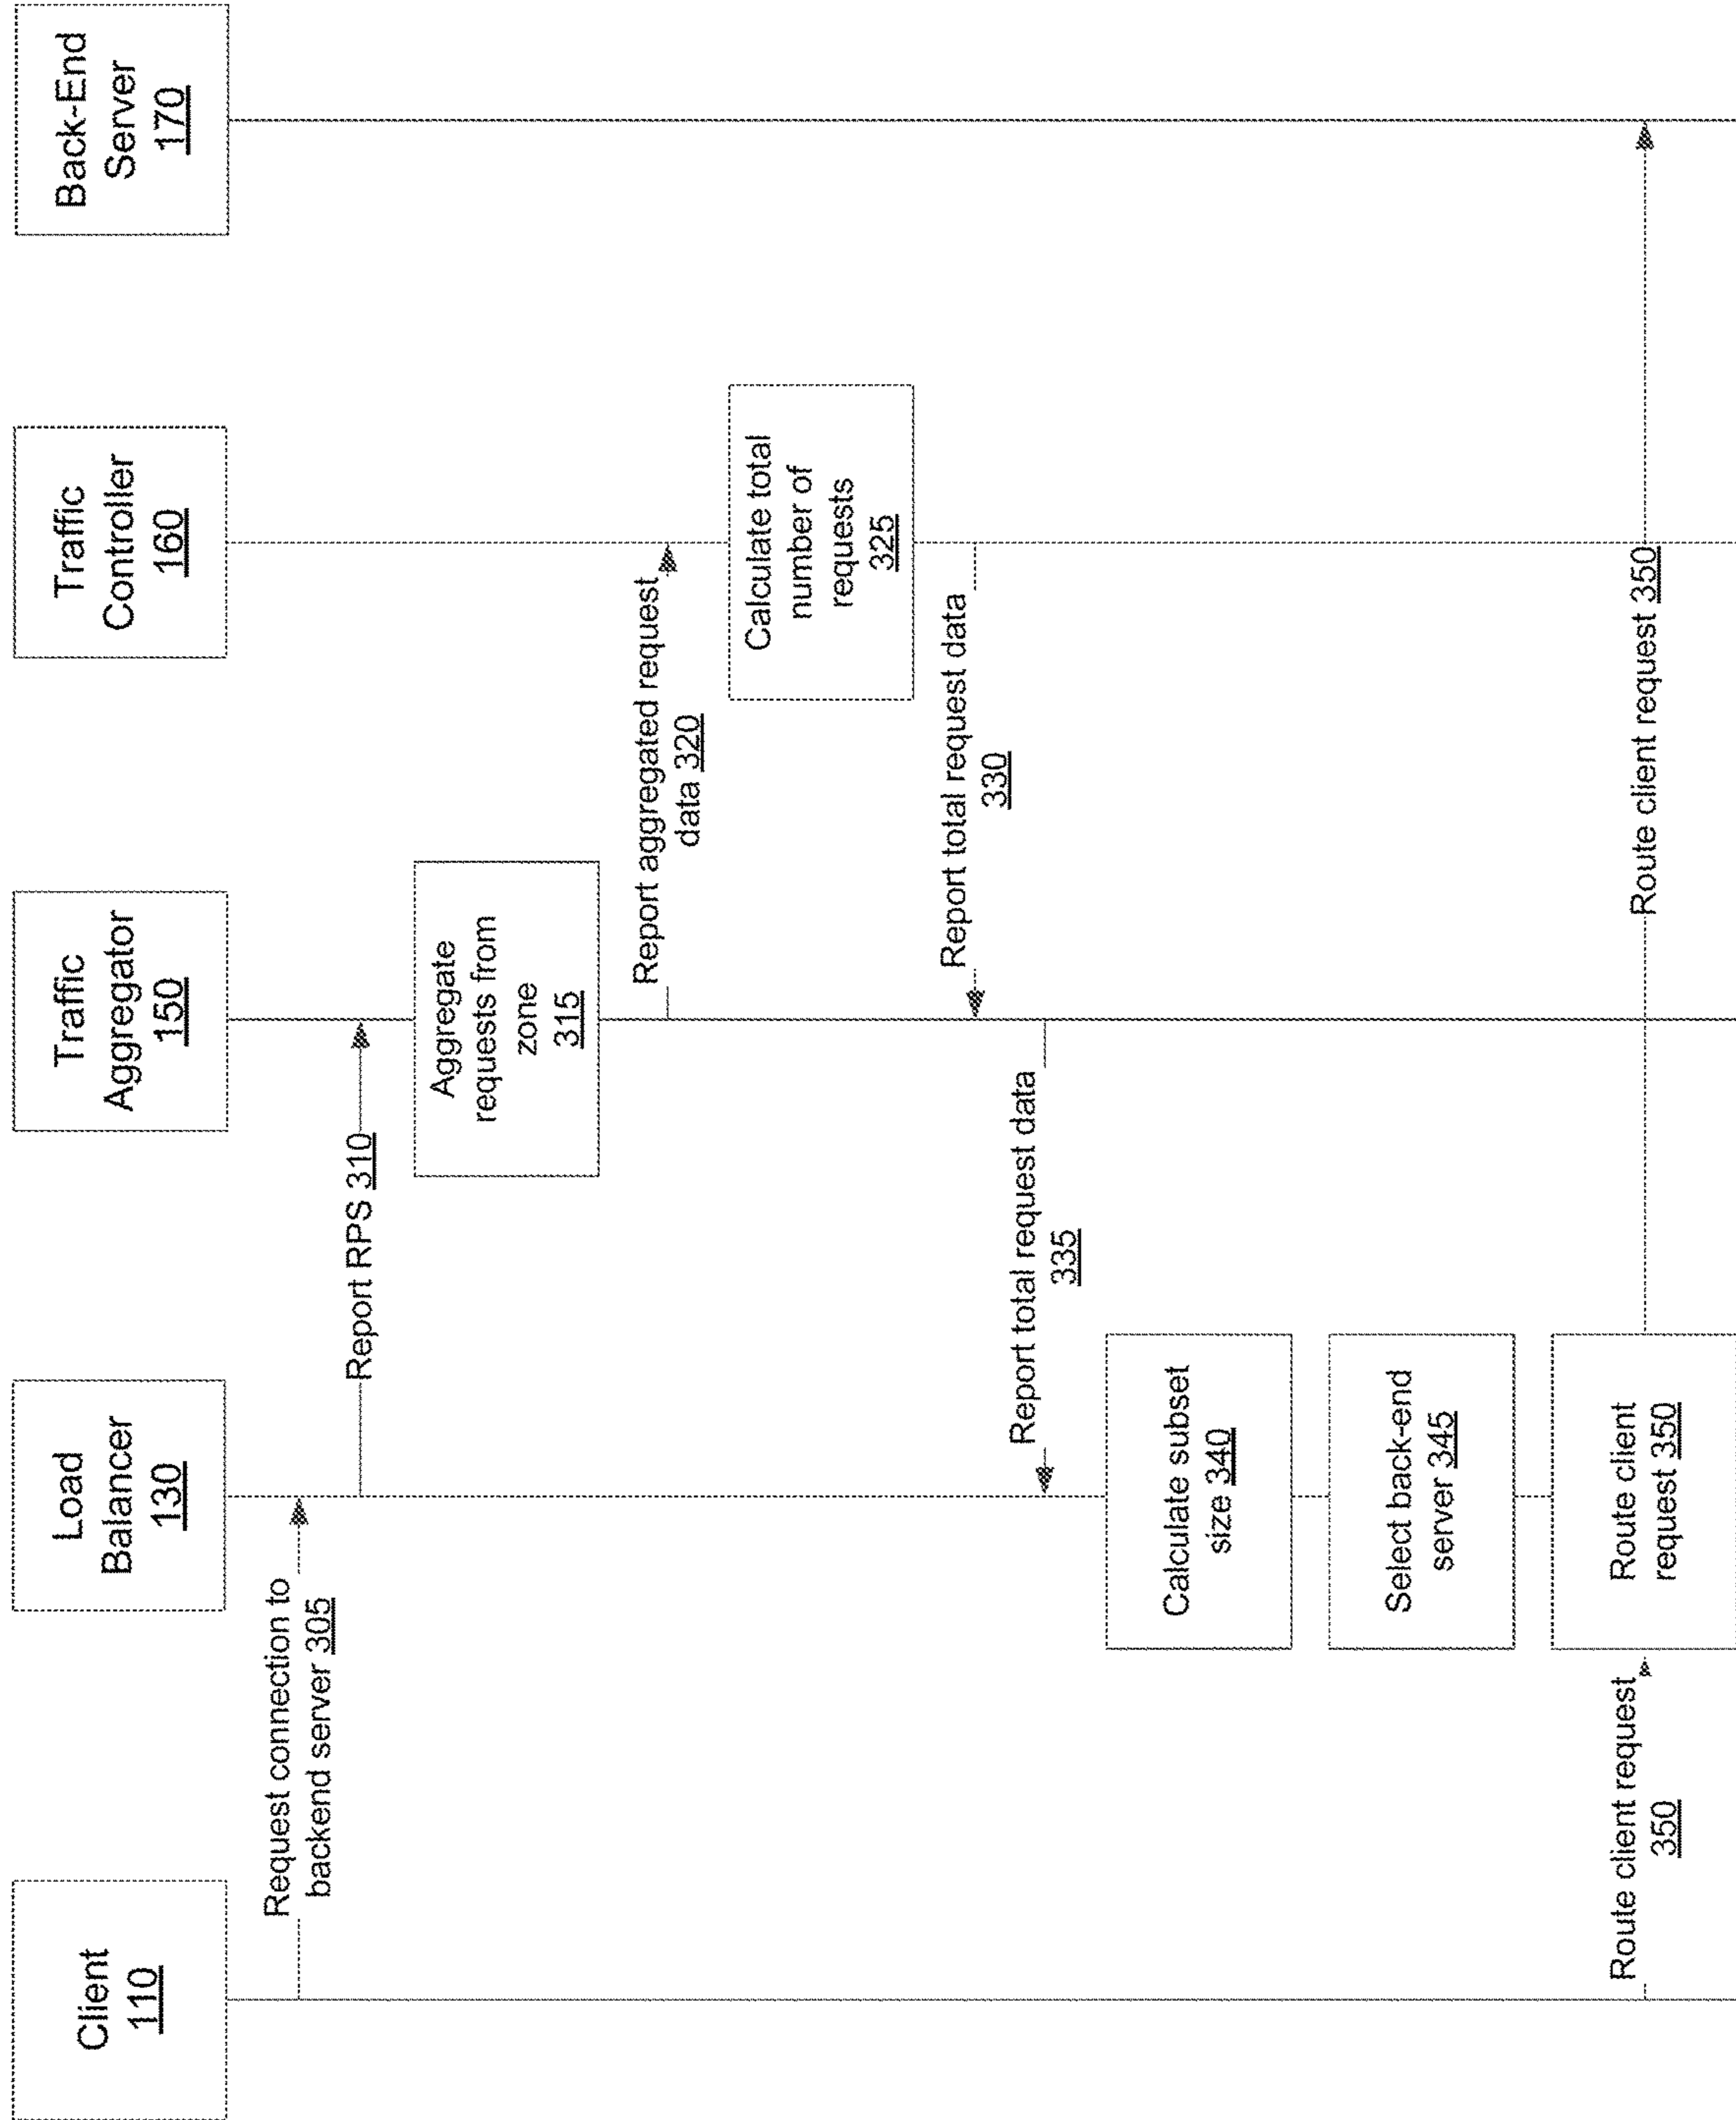 Client
110
Load
Balancer
130
Traffic
Aggregator
150
Traffic
Controller
160
Back-End
Server
170
Request connection to
backend server 305
Report RPS 310
Aggregate
requests from
zone
315
Report aggregated request
data 320
Calculate total
number of
requests
325
Report total request data
330
Report total request data
335
Calculate subset
size 340
Select back-end
server 345
Route client request
350
Route client
request 350
Route client request 350